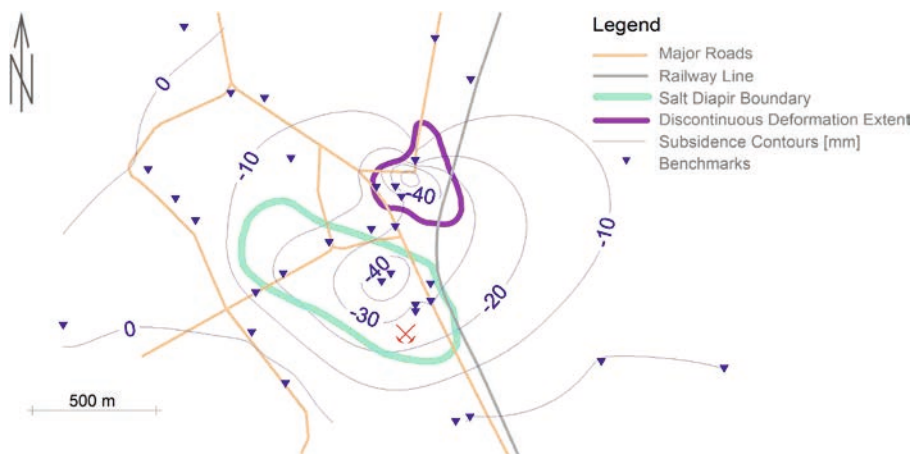 N
Legend
Major Roads
Railway Line
Salt Diapir Boundary
Discontinuous Deformation Extent
Subsidence Contours [mm]
Benchmarks
0
-10
-40
-10
-40
-20
-30
0
500 m